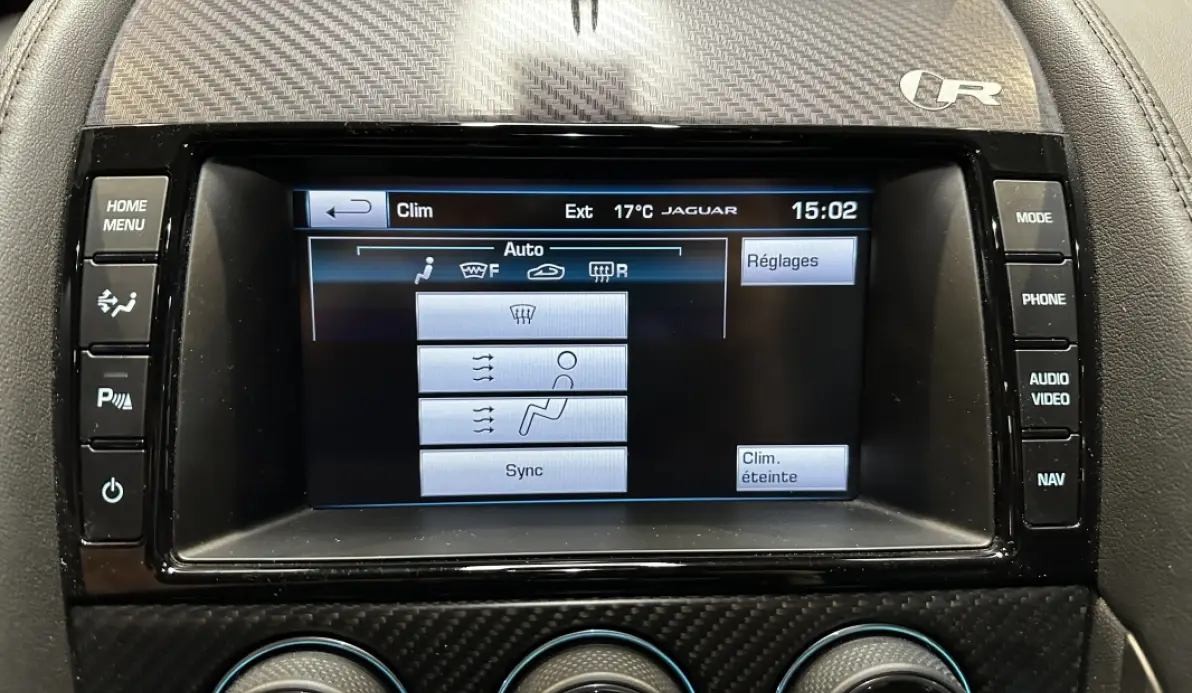 R
HOME
MENU
P
Clim
Ext 17°C JAGUAR 15:02
Auto
F
R
Réglages
Sync
Clim.
éteinte
MODE
PHONE
AUDIO
VIDEO
NAV